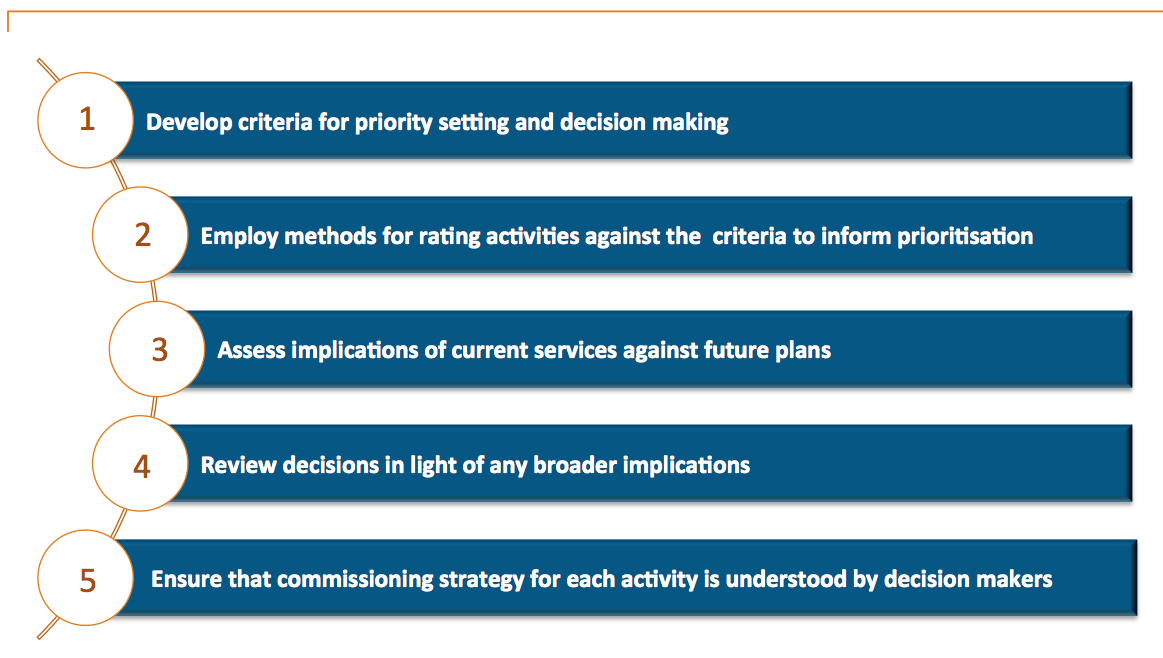 1
Develop criteria for priority setting and decision making
2
Employ methods for rating activities against the  criteria to inform prioritisation
3
Assess implications of current services against future plans
4
Review decisions in light of any broader implications
5
Ensure that commissioning strategy for each activity is understood by decision makers